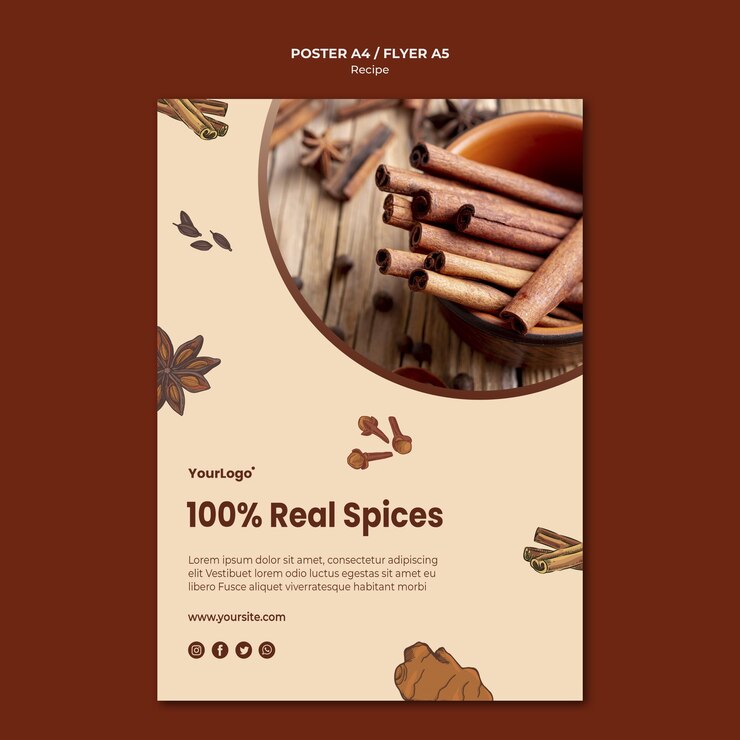 POSTER A4 / FLYER A5
Recipe
YourLogo
100% Real Spices
Lorem ipsum dolor sit amet, consectetur adipiscing
elit Vestibuet lorem odio luctus egestas sit amet eu
libero Fusce aliquet viverratesque habitant morbi
www.yoursite.com